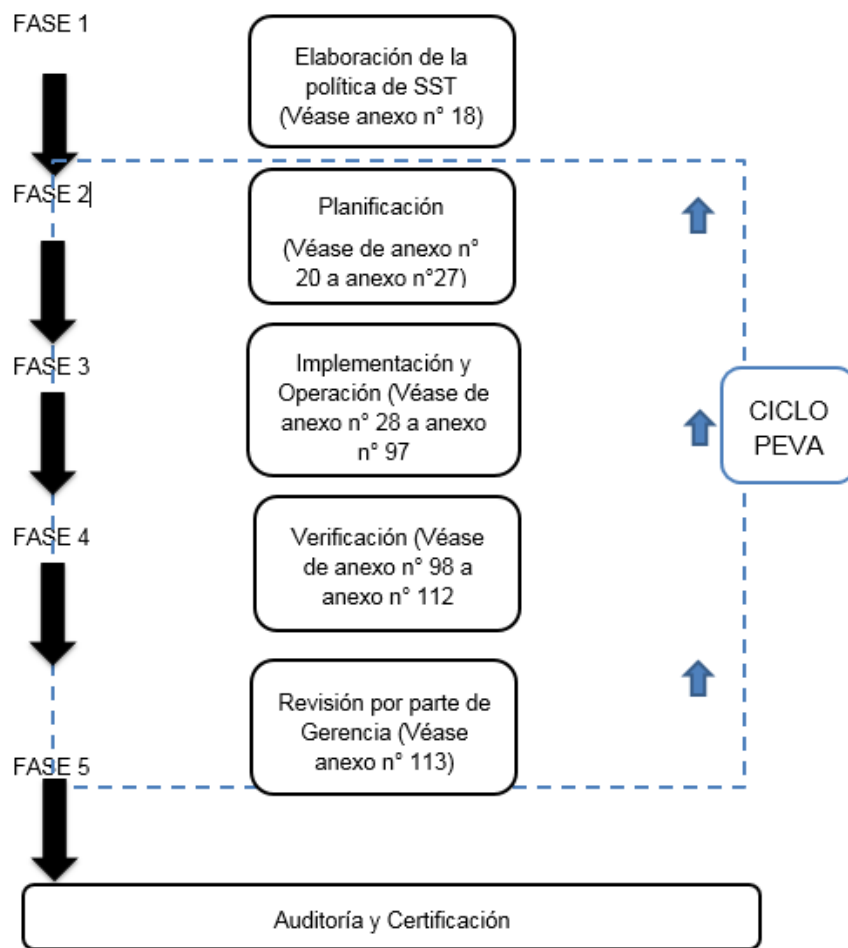 FASE 1
Elaboración de la
política de SST
(Véase anexo n° 18)
FASE 2
Planificación
(Véase de anexo n°
20 a anexo n°27)
FASE 3
Implementación y
Operación (Véase de
anexo n° 28 a anexo
n° 97
CICLO
PEVA
FASE 4
Verificación (Véase
de anexo n° 98 a
anexo n° 112
Revisión por parte de
Gerencia (Véase
anexo n° 113)
FASE 5
Auditoría y Certificación